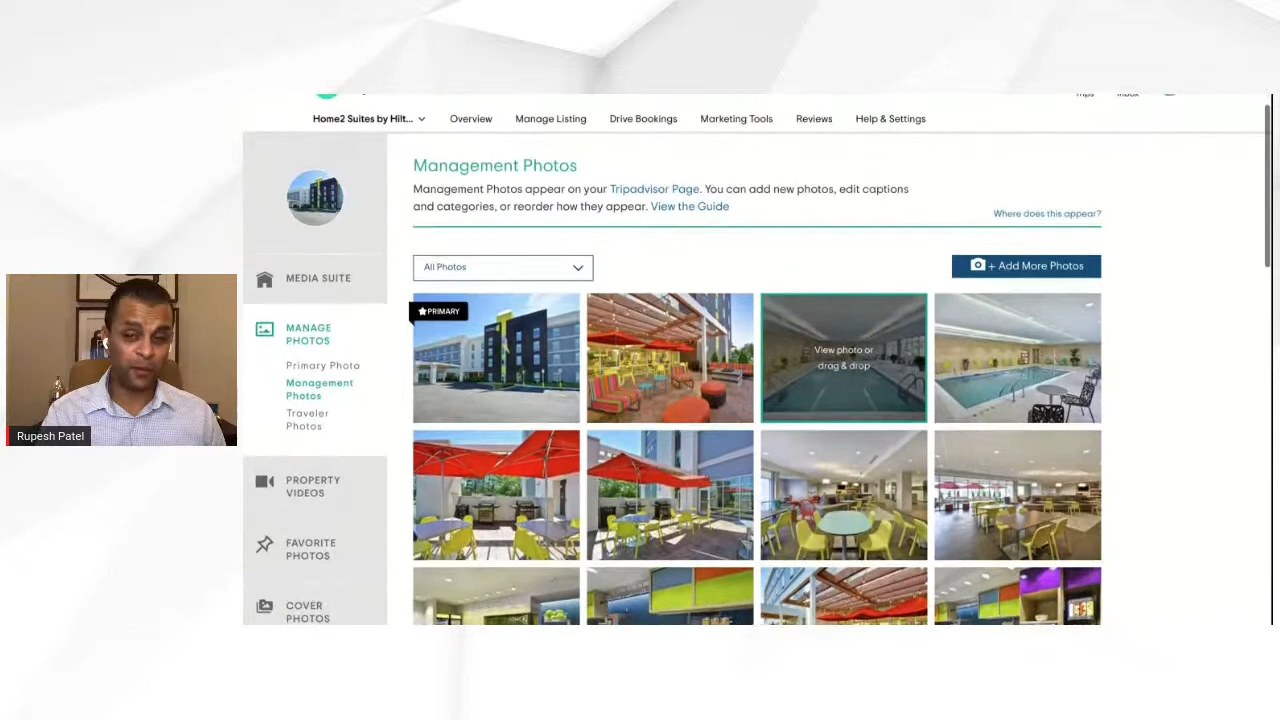 Trips
Inbox
Home2 Suites by Hilt...
Overview
Manage Listing
Drive Bookings
Marketing Tools
Reviews
Help & Settings
Management Photos
Management Photos appear on your Tripadvisor Page. You can add new photos, edit captions
and categories, or reorder how they appear. View the Guide
Where does this appear?
MEDIA SUITE
All Photos
+ Add More Photos
PRIMARY
MANAGE
PHOTOS
View photo or
drag & drop
Primary Photo
Management
Photos
Traveler
Photos
Rupesh Patel
PROPERTY
VIDEOS
FAVORITE
PHOTOS
COVER
PHOTOS